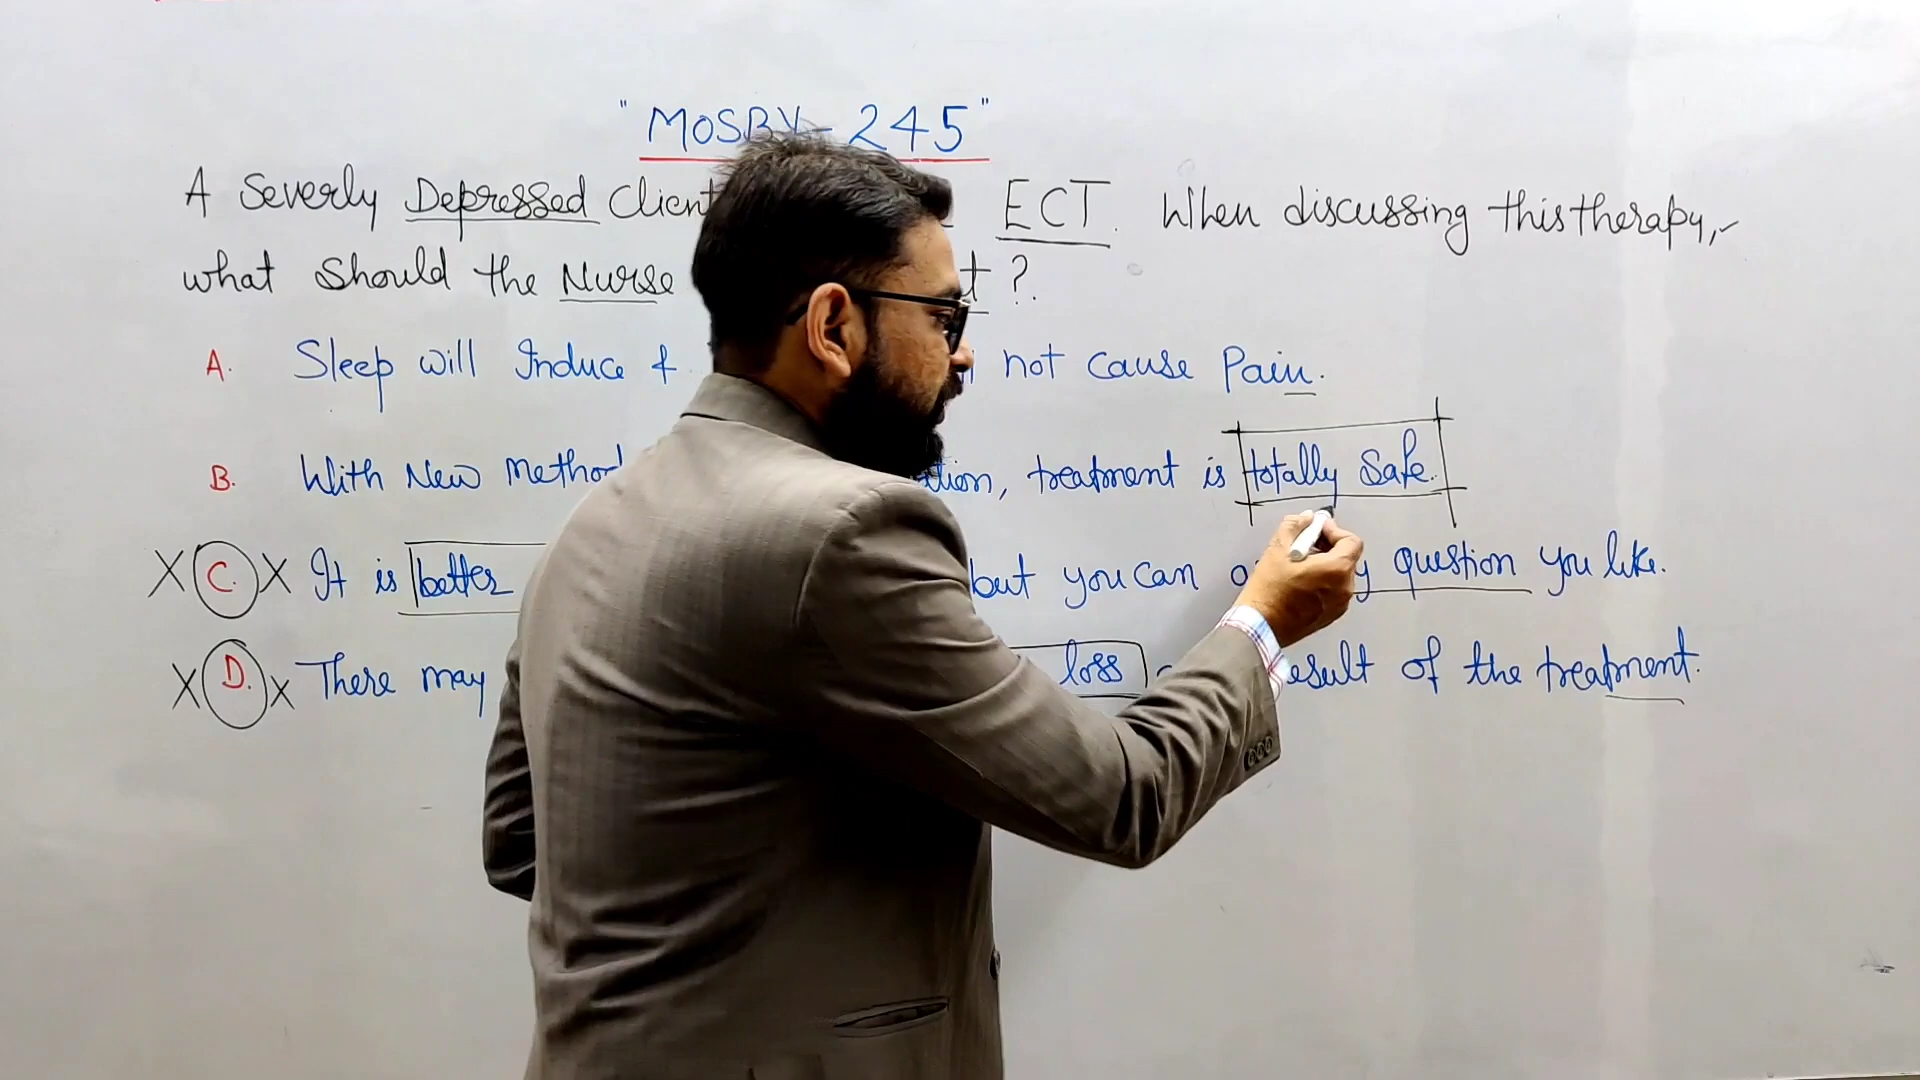 "MOSBY-245"
A Severly Depressed Client ECT. When discussing this therapy,
what should the Nurse ?
A. Sleep will Induce & not cause Pain.
B. With New Method treatment is totally Safe.
X C. X It is better but you can question you like.
X D. X There may loss of the treatment.